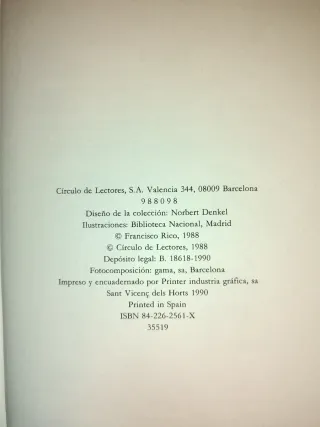 Círculo de Lectores, S.A. Valencia 344, 08009 Barcelona
988098
Diseño de la colección: Norbert Denkel
Ilustraciones: Biblioteca Nacional, Madrid
© Francisco Rico, 1988
© Círculo de Lectores, 1988
Depósito legal: B. 18618-1990
Fotocomposición: gama, sa, Barcelona
Impreso y encuadernado por Printer industria gráfica, sa
Sant Vicenç dels Horts 1990
Printed in Spain
ISBN 84-226-2561-X
35519